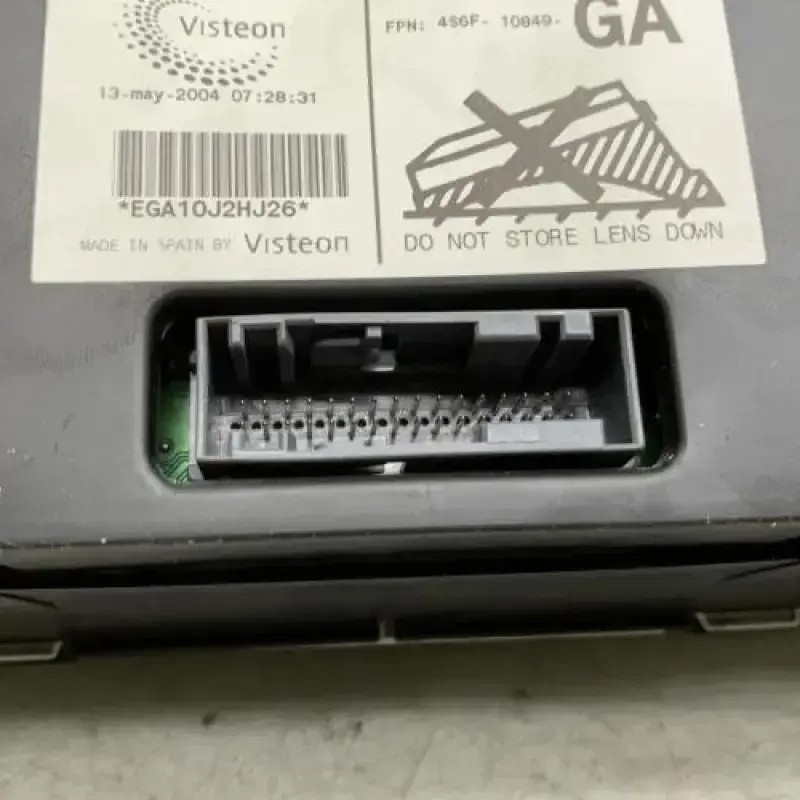 Visteon
13-may-2004 07:28:31
*EGA10J2HJ26*
MADE IN SPAIN BY Visteon
FPN: 4S6F- 10849- GA
DO NOT STORE LENS DOWN